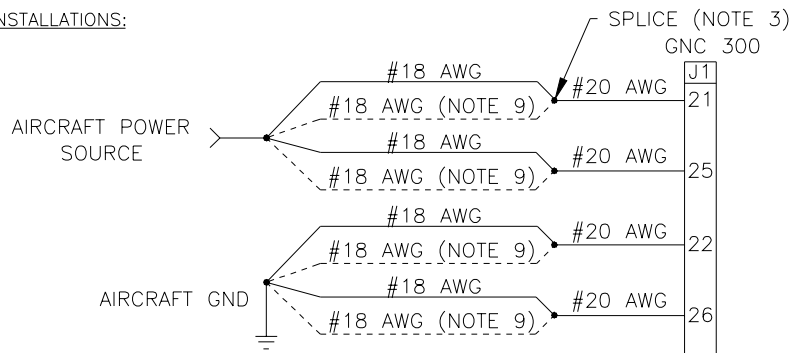 NSTALLATIONS:
SPLICE (NOTE 3)
GNC 300
J1
#18 AWG
#20 AWG
21
#18 AWG (NOTE 9)
AIRCRAFT POWER
SOURCE
#18 AWG
#20 AWG
25
#18 AWG (NOTE 9)
#18 AWG
#20 AWG
22
#18 AWG (NOTE 9)
AIRCRAFT GND
#18 AWG
#20 AWG
26
#18 AWG (NOTE 9)